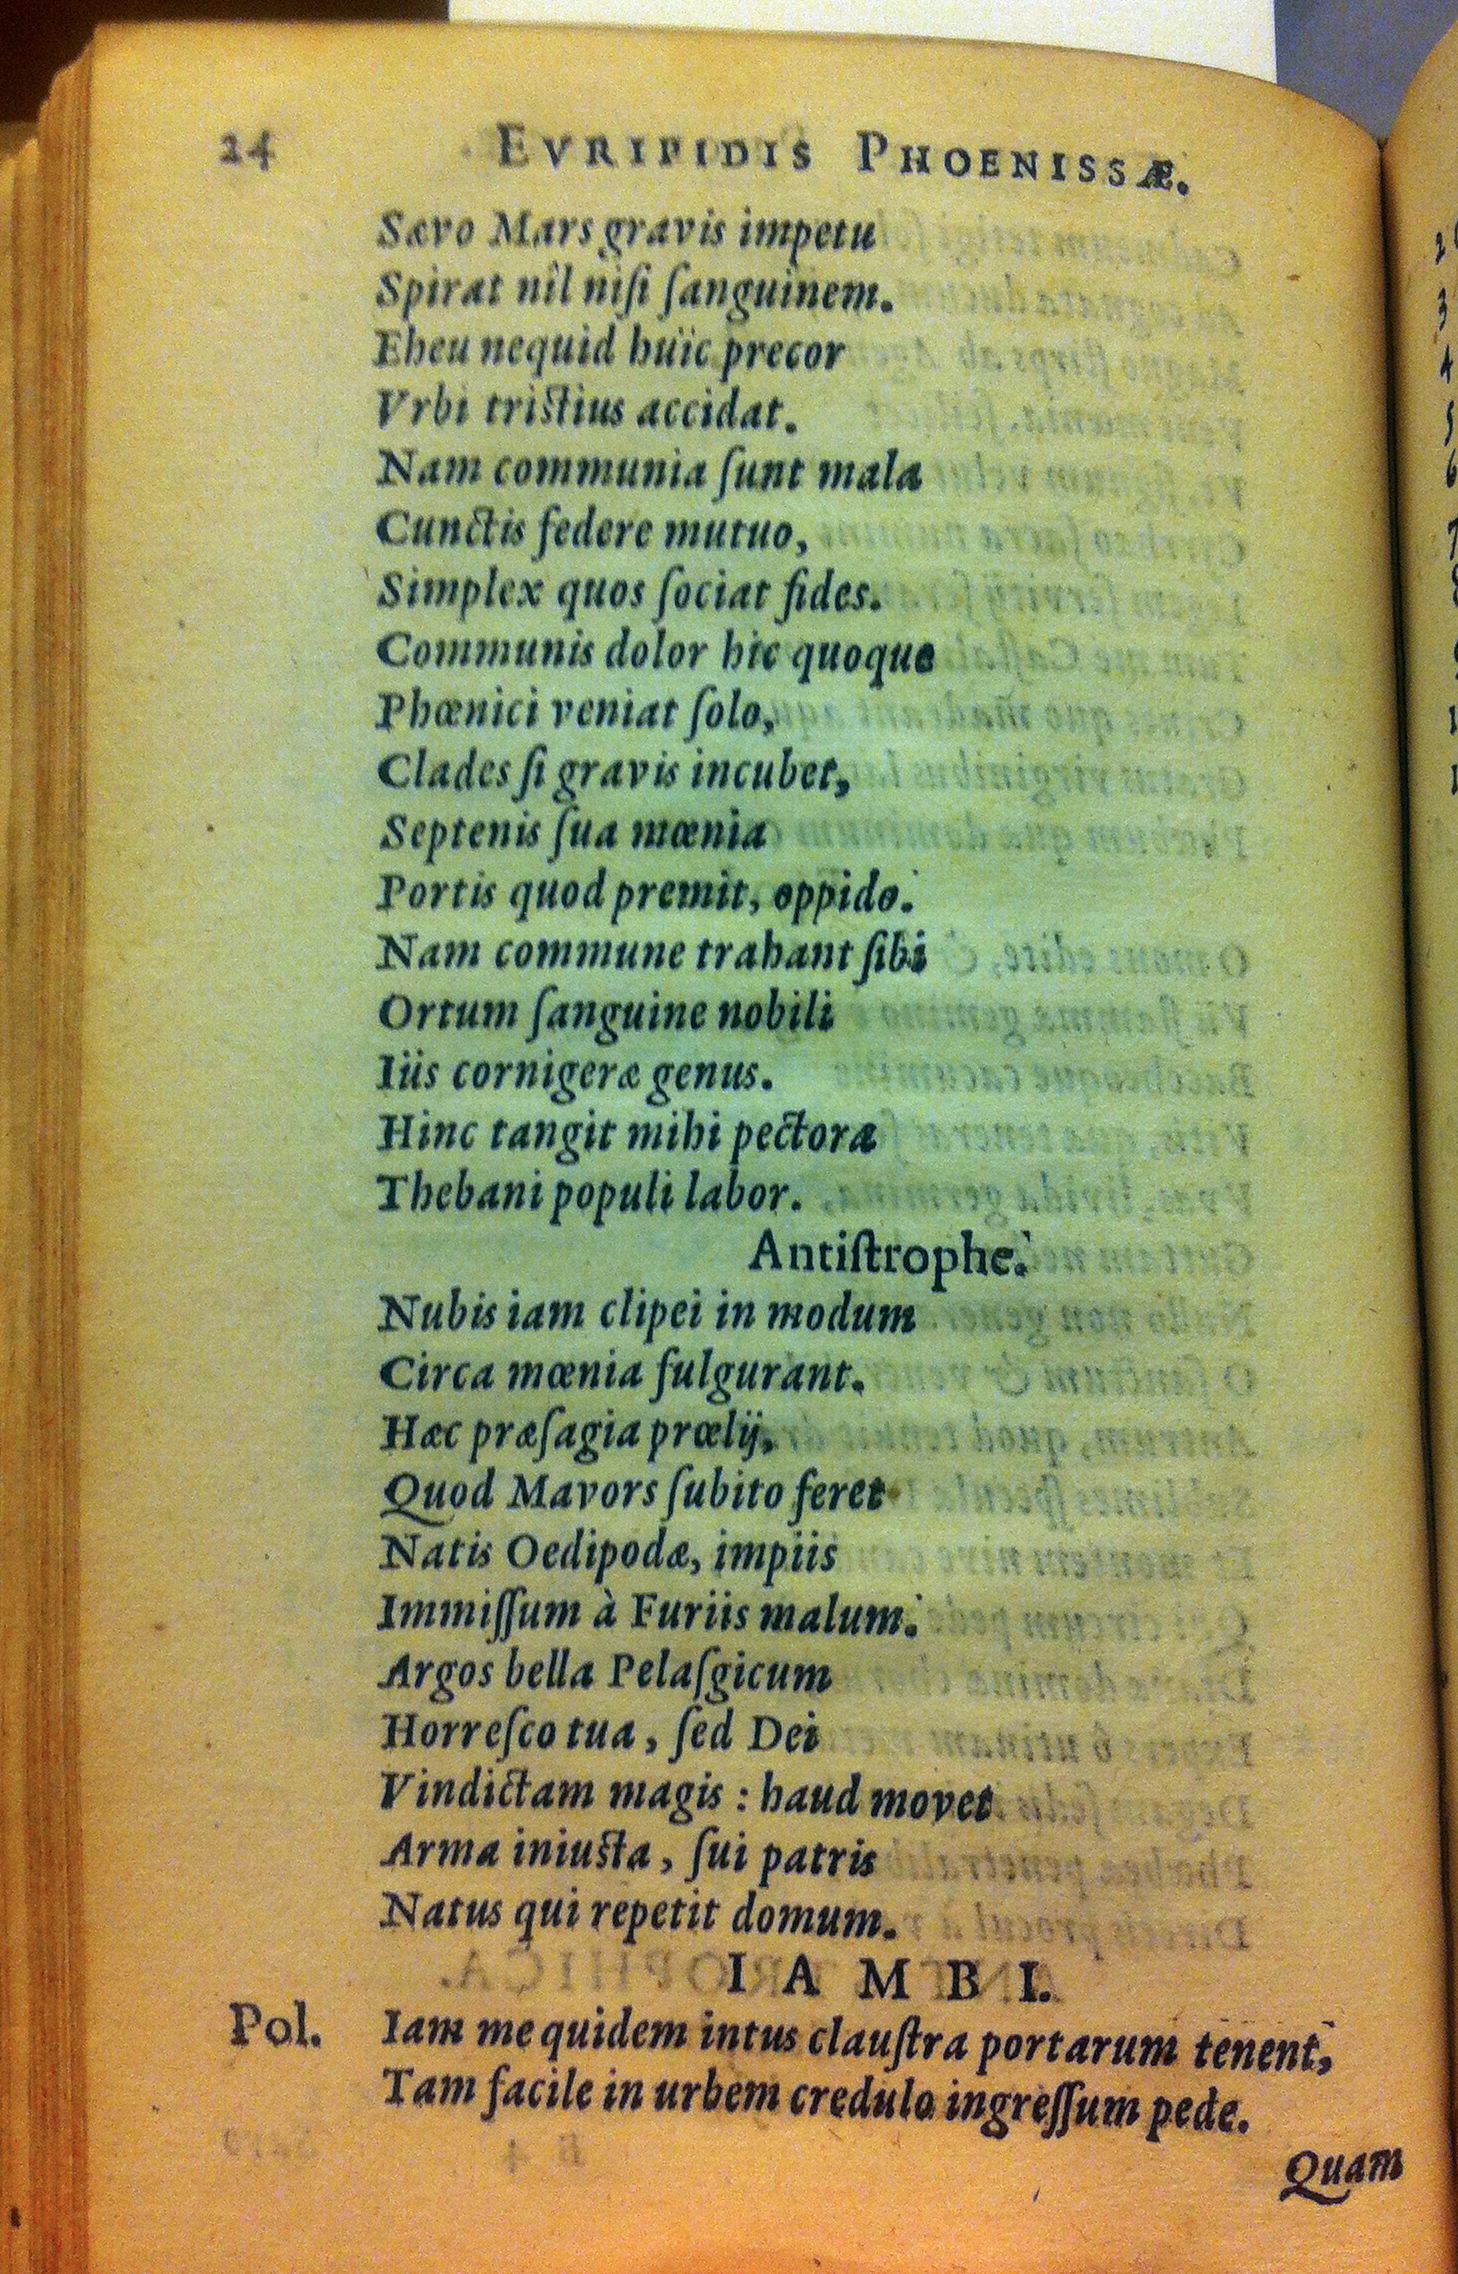 24 EVRIPIDIS PHOENISSÆ.
Sævo Mars gravis impetu
Spirat nîl niſi ſanguinem.
Eheu nequid huïc precor
Vrbi triſtius accidat.
Nam communia ſunt mala
Cunctis federe mutuo,
Simplex quos ſociat fides.
Communis dolor hic quoque
Phœnici veniat ſolo,
Clades ſi gravis incubet,
Septenis ſua mœnia
Portis quod premit, oppido.
Nam commune trahant ſibi
Ortum ſanguine nobili
Iüs cornigeræ genus.
Hinc tangit mihi pectora
Thebani populi labor.
Antiſtrophe.
Nubis iam clipei in modum
Circa mœnia fulgurant.
Hæc præſagia prœlij,
Quod Mavors ſubito feret
Natis Oedipodæ, impiis
Immiſſum à Furiis malum.
Argos bella Pelaſgicum
Horreſco tua, ſed Dei
Vindictam magis : haud movet
Arma iniuſta, ſui patris
Natus qui repetit domum.
IAMBI.
Pol. Iam me quidem intus clauſtra portarum tenent,
Tam facile in urbem credulo ingreſſum pede.
Quam